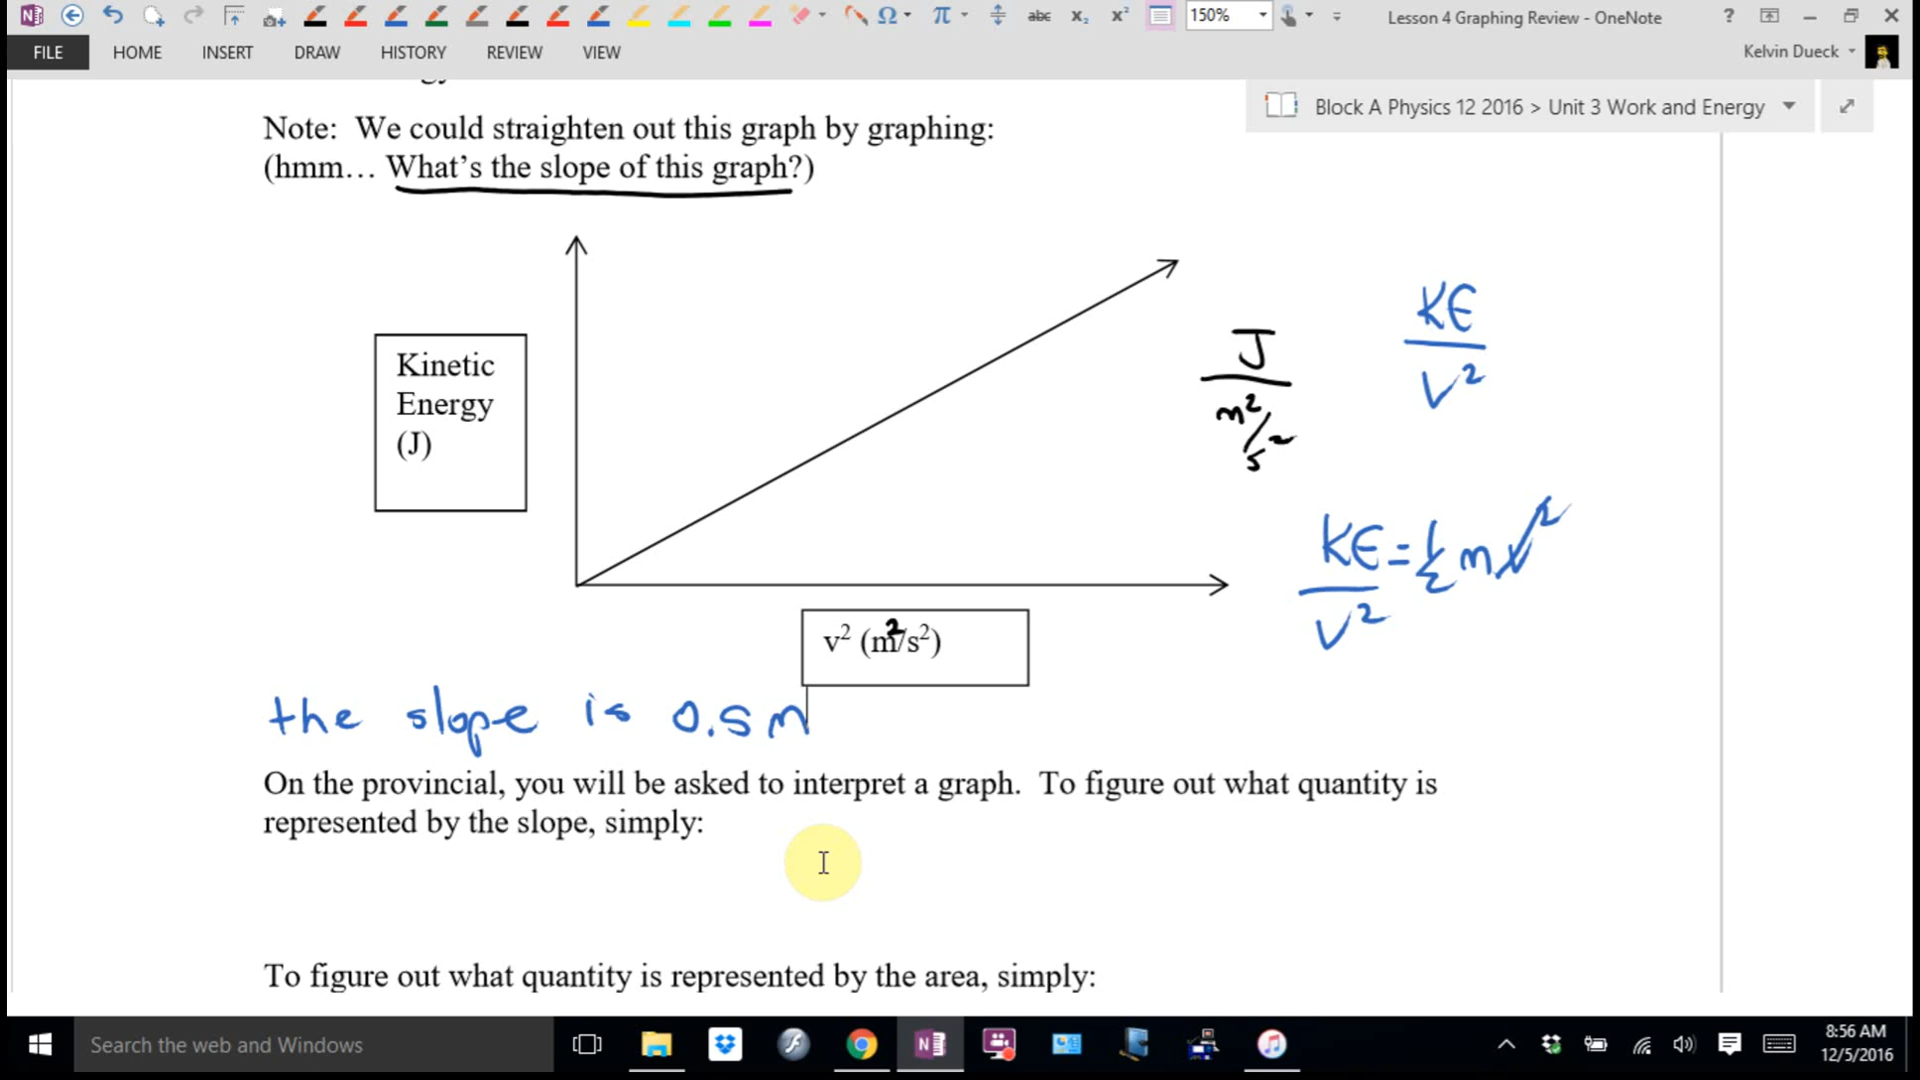 150%
Lesson 4 Graphing Review - OneNote
FILE HOME INSERT DRAW HISTORY REVIEW VIEW
Kelvin Dueck
Block A Physics 12 2016 > Unit 3 Work and Energy
Note: We could straighten out this graph by graphing:
(hmm… What's the slope of this graph?)
Kinetic
Energy
(J)
J
m²/s²
KE
v²
KE = ½ m v²
v²
v² (m²/s²)
the slope is 0.5 m
On the provincial, you will be asked to interpret a graph. To figure out what quantity is
represented by the slope, simply:
To figure out what quantity is represented by the area, simply:
Search the web and Windows
8:56 AM
12/5/2016